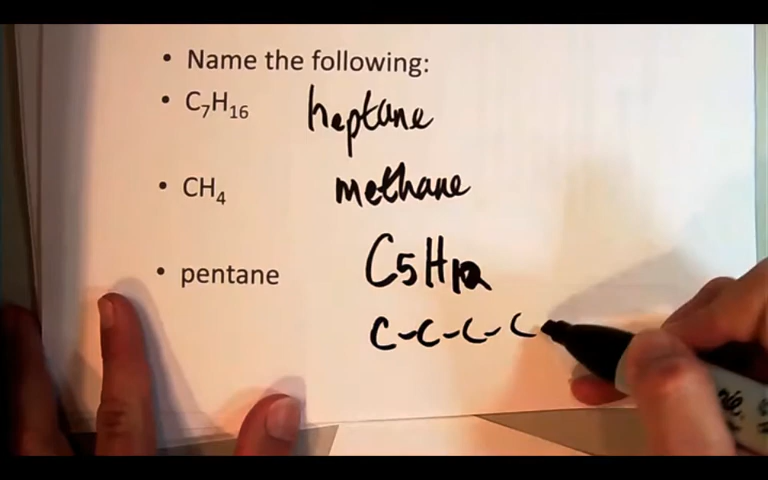 • Name the following:
• C₇H₁₆ heptane
• CH₄ methane
• pentane C5H12
C-C-C-C